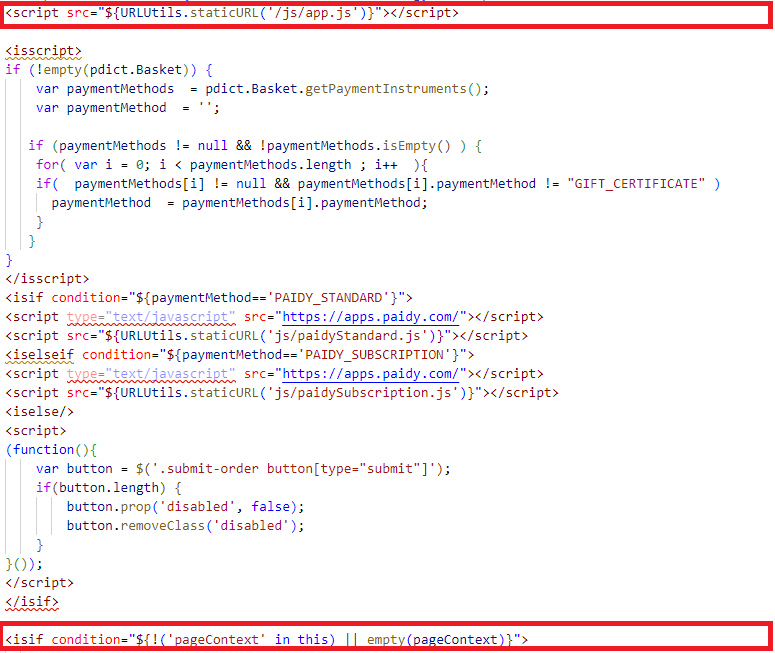 <script src="${URLUtils.staticURL('/js/app.js')}"></script>
<isscript>
if (!empty(pdict.Basket)) {
var paymentMethods = pdict.Basket.getPaymentInstruments();
var paymentMethod = '';
if (paymentMethods != null && !paymentMethods.isEmpty() ) {
for( var i = 0; i < paymentMethods.length ; i++ ){
if( paymentMethods[i] != null && paymentMethods[i].paymentMethod != "GIFT_CERTIFICATE" )
paymentMethod = paymentMethods[i].paymentMethod;
}
}
}
</isscript>
<isif condition="${paymentMethod=='PAIDY_STANDARD'}">
<script type="text/javascript" src="https://apps.paidy.com/"></script>
<script src="${URLUtils.staticURL('js/paidyStandard.js')}"></script>
<iselseif condition="${paymentMethod=='PAIDY_SUBSCRIPTION'}">
<script type="text/javascript" src="https://apps.paidy.com/"></script>
<script src="${URLUtils.staticURL('js/paidySubscription.js')}"></script>
<iselse/>
<script>
(function(){
var button = $('.submit-order button[type="submit"]');
if(button.length) {
button.prop('disabled', false);
button.removeClass('disabled');
}
}());
</script>
</isif>
<isif condition="${!('pageContext' in this) || empty(pageContext)}">